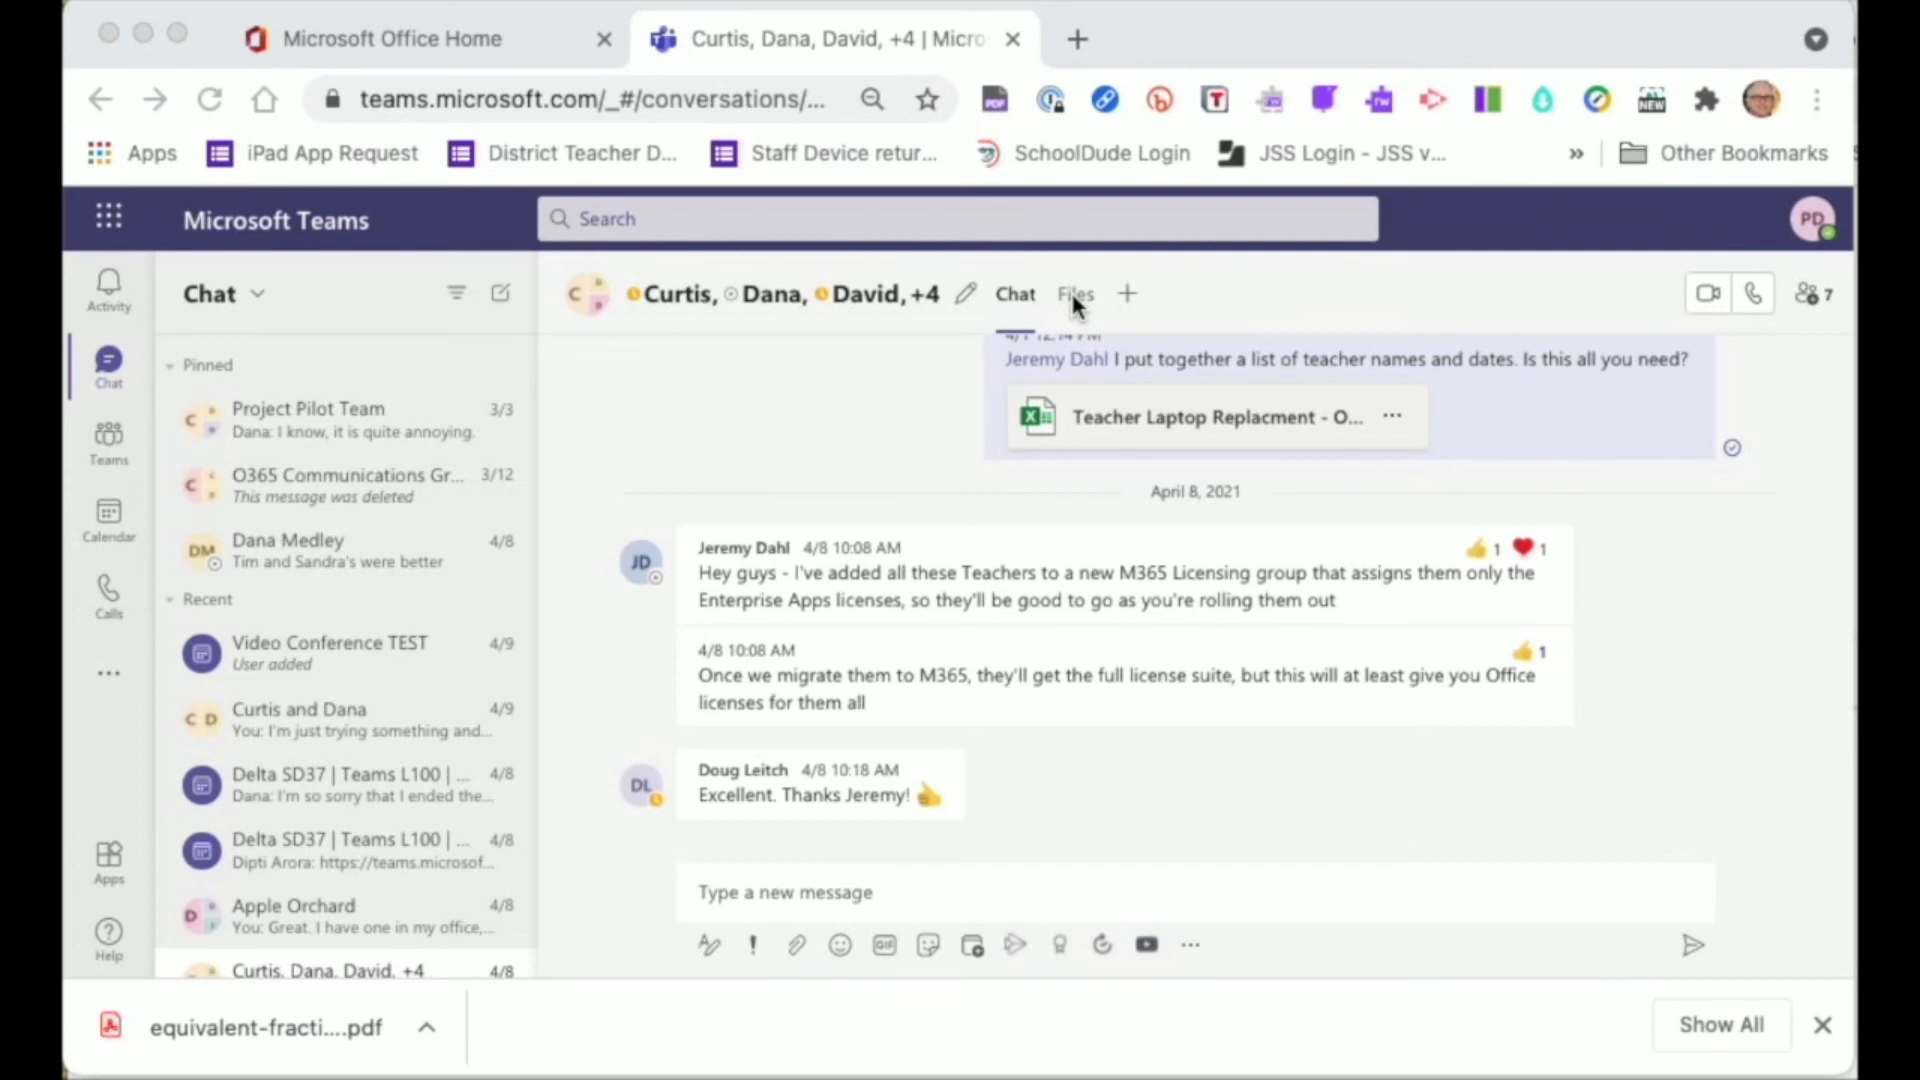 Microsoft Office Home
Curtis, Dana, David, +4 | Micro
teams.microsoft.com/_#/conversations/...
PDF
T
rw
rw
NEW
Apps
iPad App Request
District Teacher D...
Staff Device retur...
SchoolDude Login
JSS Login - JSS v...
»
Other Bookmarks
Microsoft Teams
Search
PD
Activity
Chat
Teams
Calendar
Calls
Apps
Help
Chat
Pinned
Project Pilot Team 3/3
Dana: I know, it is quite annoying.
O365 Communications Gr... 3/12
This message was deleted
DM
Dana Medley 4/8
Tim and Sandra's were better
Recent
Video Conference TEST 4/9
User added
C D
Curtis and Dana 4/9
You: I'm just trying something and...
Delta SD37 | Teams L100 | ... 4/8
Dana: I'm so sorry that I ended the...
Delta SD37 | Teams L100 | ... 4/8
Dipti Arora: https://teams.microsof...
D
Apple Orchard 4/8
You: Great. I have one in my office,...
Curtis, Dana, David, +4 4/8
C
Curtis, Dana, David, +4
Chat
Files
7
4/1 12:14 PM
Jeremy Dahl I put together a list of teacher names and dates. Is this all you need?
Teacher Laptop Replacment - O...
April 8, 2021
JD
Jeremy Dahl 4/8 10:08 AM 1 1
Hey guys - I've added all these Teachers to a new M365 Licensing group that assigns them only the
Enterprise Apps licenses, so they'll be good to go as you're rolling them out
4/8 10:08 AM 1
Once we migrate them to M365, they'll get the full license suite, but this will at least give you Office
licenses for them all
DL
Doug Leitch 4/8 10:18 AM
Excellent. Thanks Jeremy!
Type a new message
GIF
equivalent-fracti....pdf
Show All